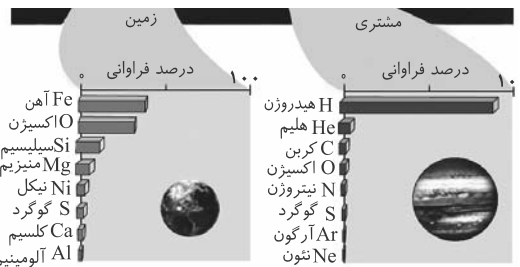 زمین
درصد فراوانی
۰ ۱۰۰
Fe آهن
O اکسیژن
Si سیلیسیم
Mg منیزیم
Ni نیکل
S گوگرد
Ca کلسیم
Al آلومینیم
مشتری
درصد فراوانی
۰ ۱۰
H هیدروژن
He هلیم
C کربن
O اکسیژن
N نیتروژن
S گوگرد
Ar آرگون
Ne نئون